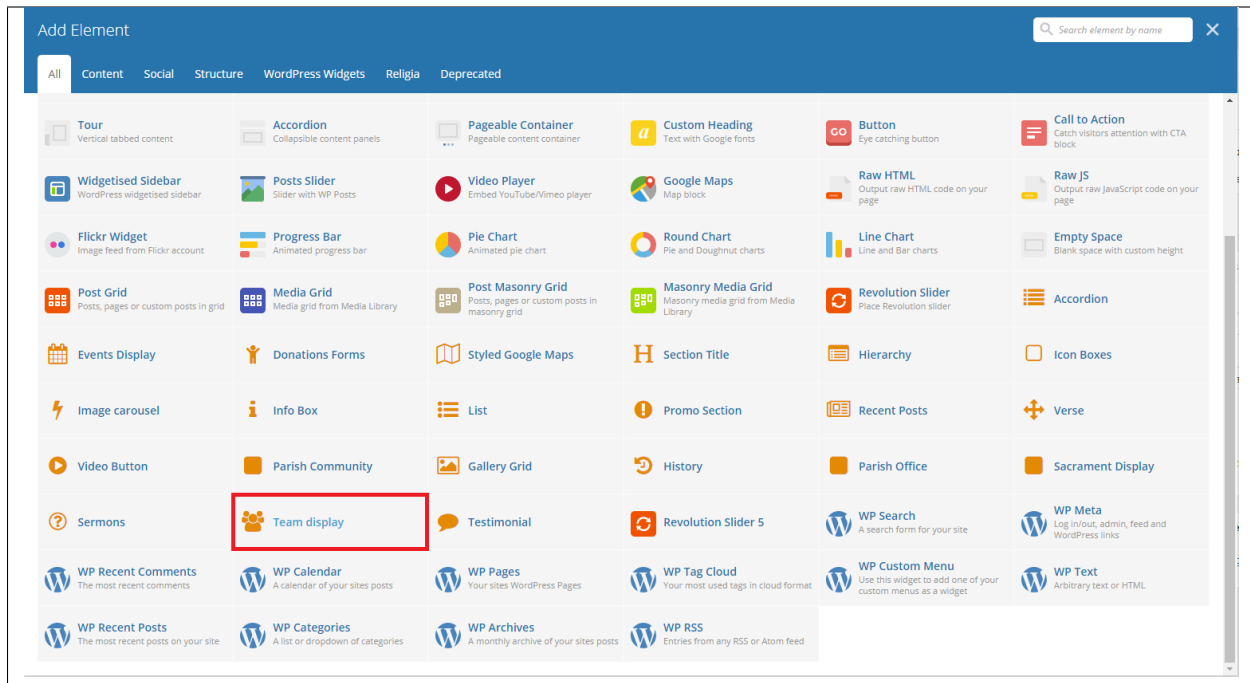 Add Element
Search element by name
All Content Social Structure WordPress Widgets Religia Deprecated
Tour
Vertical tabbed content
Accordion
Collapsible content panels
Pageable Container
Pageable content container
a
Custom Heading
Text with Google fonts
GO
Button
Eye catching button
Call to Action
Catch visitors attention with CTA
block
Widgetised Sidebar
WordPress widgetised sidebar
Posts Slider
Slider with WP Posts
Video Player
Embed YouTube/Vimeo player
Google Maps
Map block
Raw HTML
Output raw HTML code on your
page
Raw JS
Output raw JavaScript code on your
page
Flickr Widget
Image feed from Flickr account
Progress Bar
Animated progress bar
Pie Chart
Animated pie chart
Round Chart
Pie and Doughnut charts
Line Chart
Line and Bar charts
Empty Space
Blank space with custom height
Post Grid
Posts, pages or custom posts in grid
Media Grid
Media grid from Media Library
Post Masonry Grid
Posts, pages or custom posts in
masonry grid
Masonry Media Grid
Masonry media grid from Media
Library
Revolution Slider
Place Revolution slider
Accordion
Events Display
Donations Forms
Styled Google Maps
H Section Title
Hierarchy
Icon Boxes
Image carousel
Info Box
List
Promo Section
Recent Posts
Verse
Video Button
Parish Community
Gallery Grid
History
Parish Office
Sacrament Display
Sermons
Team display
Testimonial
Revolution Slider 5
WP Search
A search form for your site
WP Meta
Log in/out, admin, feed and
WordPress links
WP Recent Comments
The most recent comments
WP Calendar
A calendar of your sites posts
WP Pages
Your sites WordPress Pages
WP Tag Cloud
Your most used tags in cloud format
WP Custom Menu
Use this widget to add one of your
custom menus as a widget
WP Text
Arbitrary text or HTML
WP Recent Posts
The most recent posts on your site
WP Categories
A list or dropdown of categories
WP Archives
A monthly archive of your sites posts
WP RSS
Entries from any RSS or Atom feed